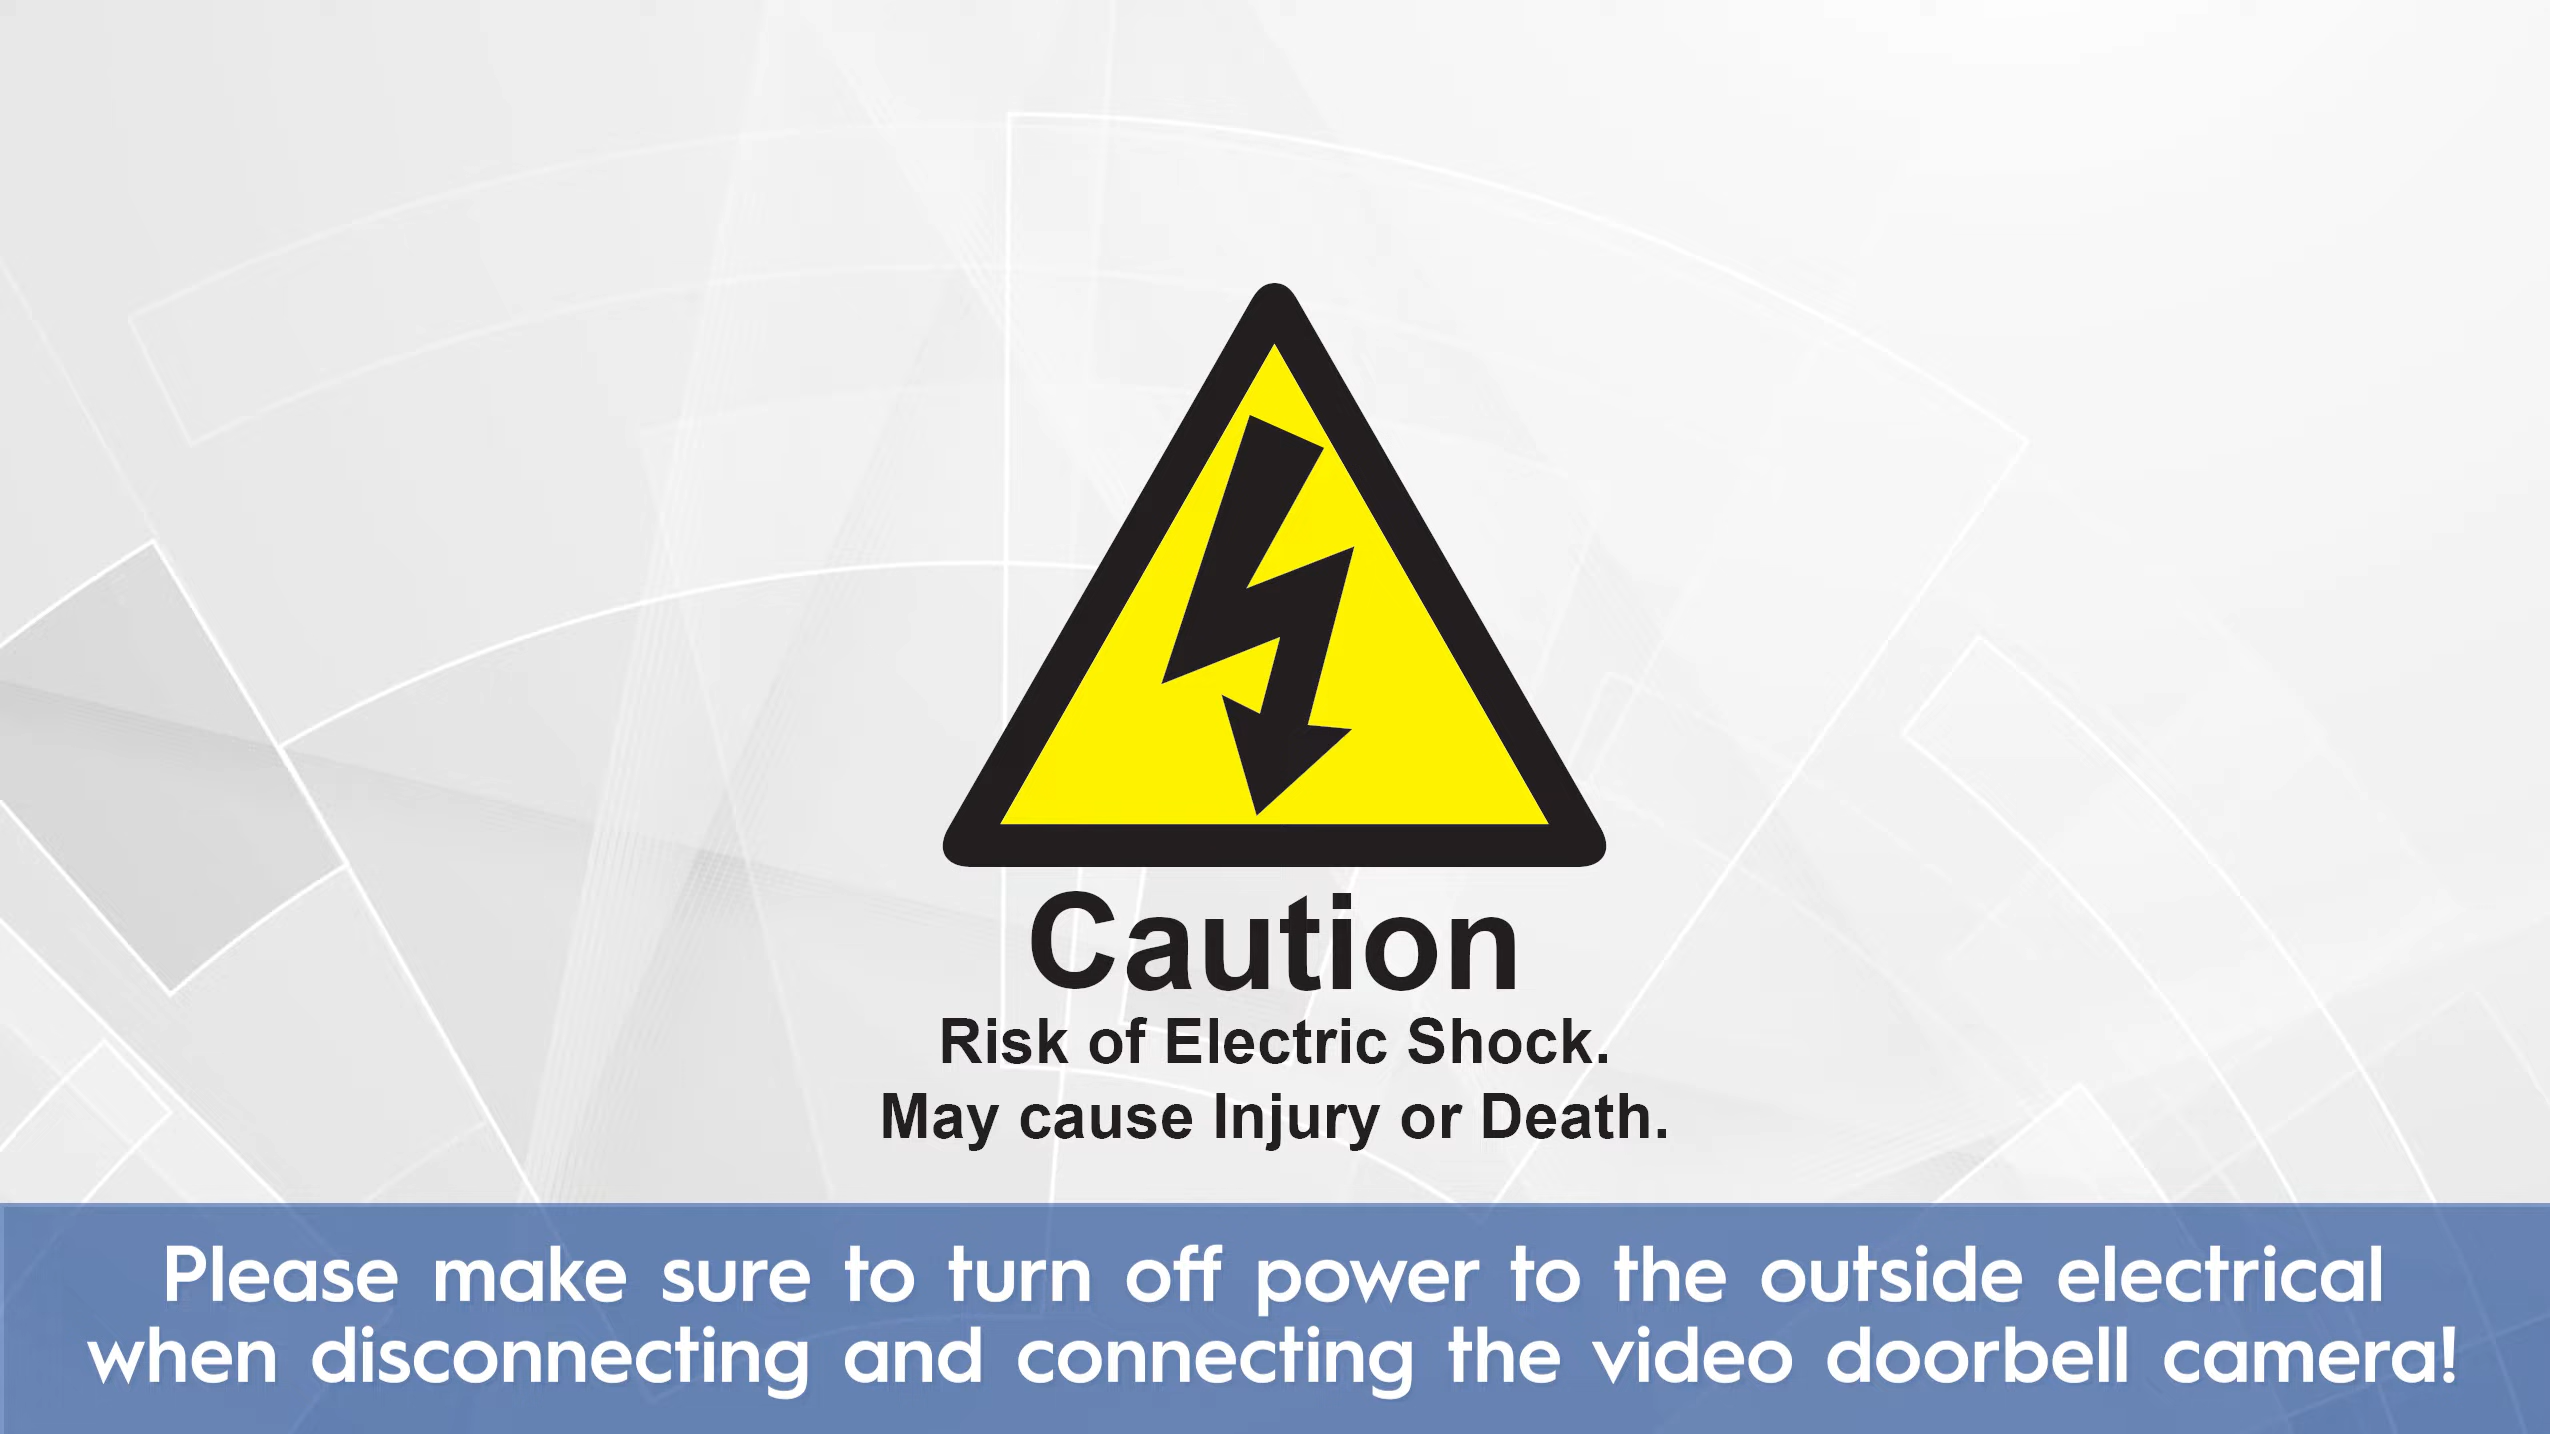 Caution
Risk of Electric Shock.
May cause Injury or Death.
Please make sure to turn off power to the outside electrical
when disconnecting and connecting the video doorbell camera!